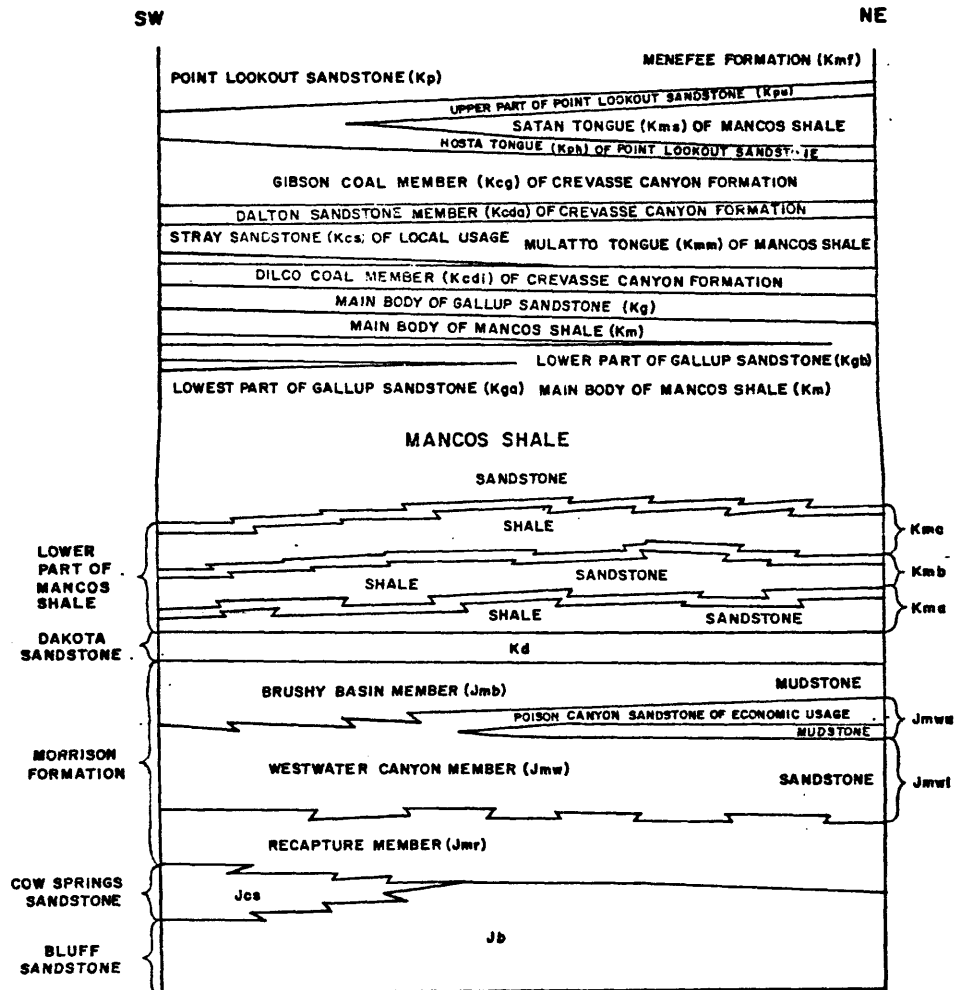 SW
NE
MENEFEE FORMATION (Kmf)
POINT LOOKOUT SANDSTONE (Kp)
UPPER PART OF POINT LOOKOUT SANDSTONE (Kpu)
SATAN TONGUE (Kms) OF MANCOS SHALE
HOSTA TONGUE (Kph) OF POINT LOOKOUT SANDSTONE
GIBSON COAL MEMBER (Kcg) OF CREVASSE CANYON FORMATION
DALTON SANDSTONE MEMBER (Kcda) OF CREVASSE CANYON FORMATION
STRAY SANDSTONE (Kcs) OF LOCAL USAGE
MULATTO TONGUE (Kmm) OF MANCOS SHALE
DILCO COAL MEMBER (Kcdi) OF CREVASSE CANYON FORMATION
MAIN BODY OF GALLUP SANDSTONE (Kg)
MAIN BODY OF MANCOS SHALE (Km)
LOWER PART OF GALLUP SANDSTONE (Kgb)
LOWEST PART OF GALLUP SANDSTONE (Kga)
MAIN BODY OF MANCOS SHALE (Km)
MANCOS SHALE
SANDSTONE
SHALE
Kmc
LOWER
PART OF
MANCOS
SHALE
SHALE
SANDSTONE
Kmb
SHALE
SANDSTONE
Kma
DAKOTA
SANDSTONE
Kd
BRUSHY BASIN MEMBER (Jmb)
MUDSTONE
POISON CANYON SANDSTONE OF ECONOMIC USAGE
MUDSTONE
Jmwu
MORRISON
FORMATION
WESTWATER CANYON MEMBER (Jmw)
SANDSTONE
Jmwl
RECAPTURE MEMBER (Jmr)
COW SPRINGS
SANDSTONE
Jcs
Jb
BLUFF
SANDSTONE